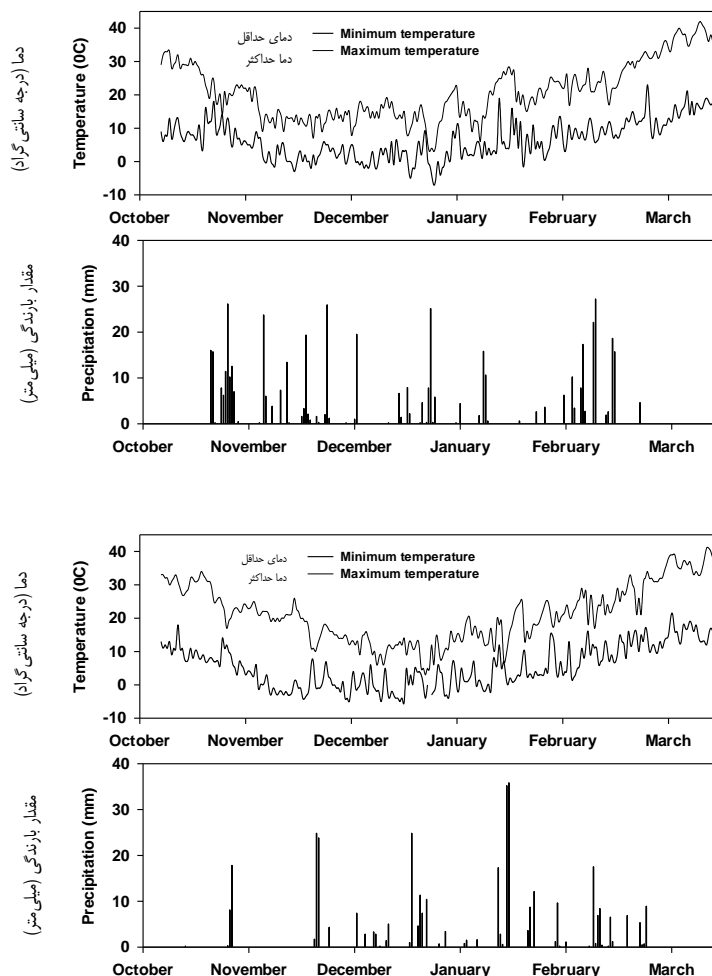 دما (درجه سانتی گراد)
Temperature (0C)
40
30
20
10
0
-10
دمای حداقل
Minimum temperature
دما حداکثر
Maximum temperature
October November December January February March
مقدار بارندگی (میلی‌متر)
Precipitation (mm)
40
30
20
10
0
October November December January February March
دما (درجه سانتی گراد)
Temperature (0C)
40
30
20
10
0
-10
دمای حداقل
Minimum temperature
دما حداکثر
Maximum temperature
October November December January February March
مقدار بارندگی (میلی‌متر)
Precipitation (mm)
40
30
20
10
0
October November December January February March